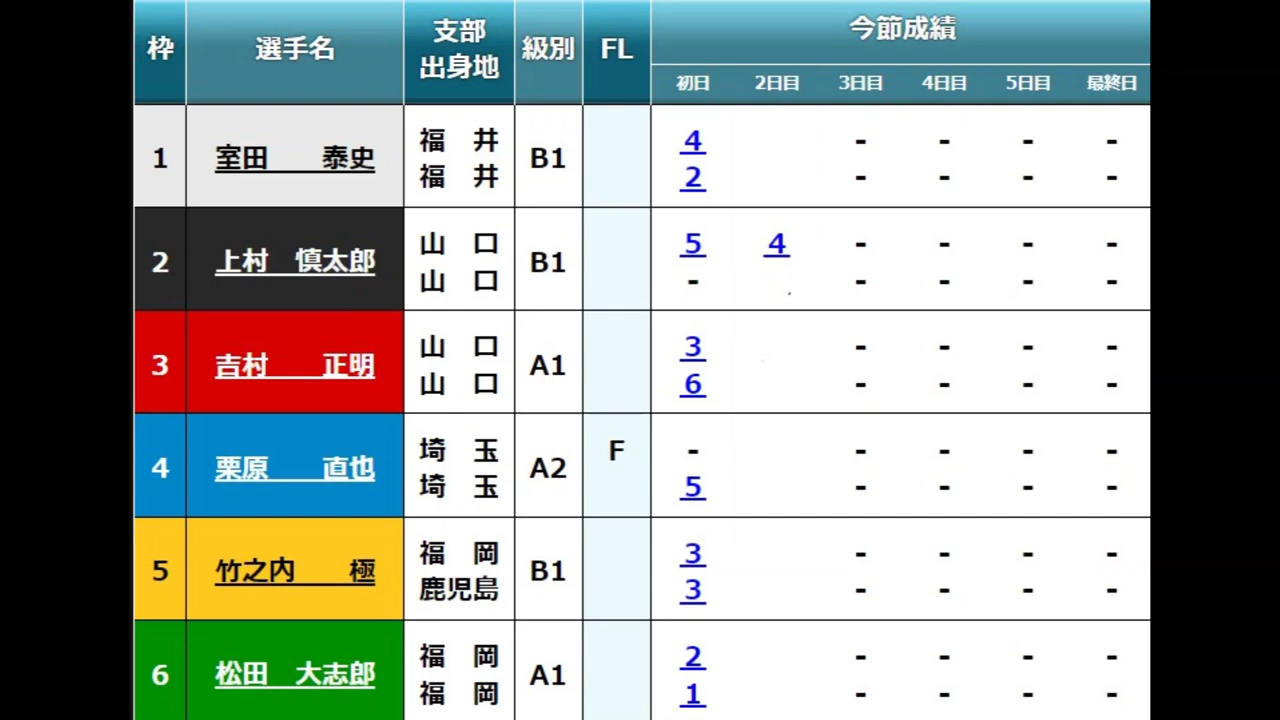 枠 選手名 支部 級別 FL 今節成績
出身地
初日 2日目 3日目 4日目 5日目 最終日
1 室田 泰史 福 井 B1 4 - - - -
福 井 2 - - - -
2 上村 慎太郎 山 口 B1 5 4 - - - -
山 口 - - - - -
3 吉村 正明 山 口 A1 3 - - - -
山 口 6 - - - -
4 栗原 直也 埼 玉 A2 F - - - - -
埼 玉 5 - - - -
5 竹之内 極 福 岡 B1 3 - - - -
鹿児島 3 - - - -
6 松田 大志郎 福 岡 A1 2 - - - -
福 岡 1 - - - -